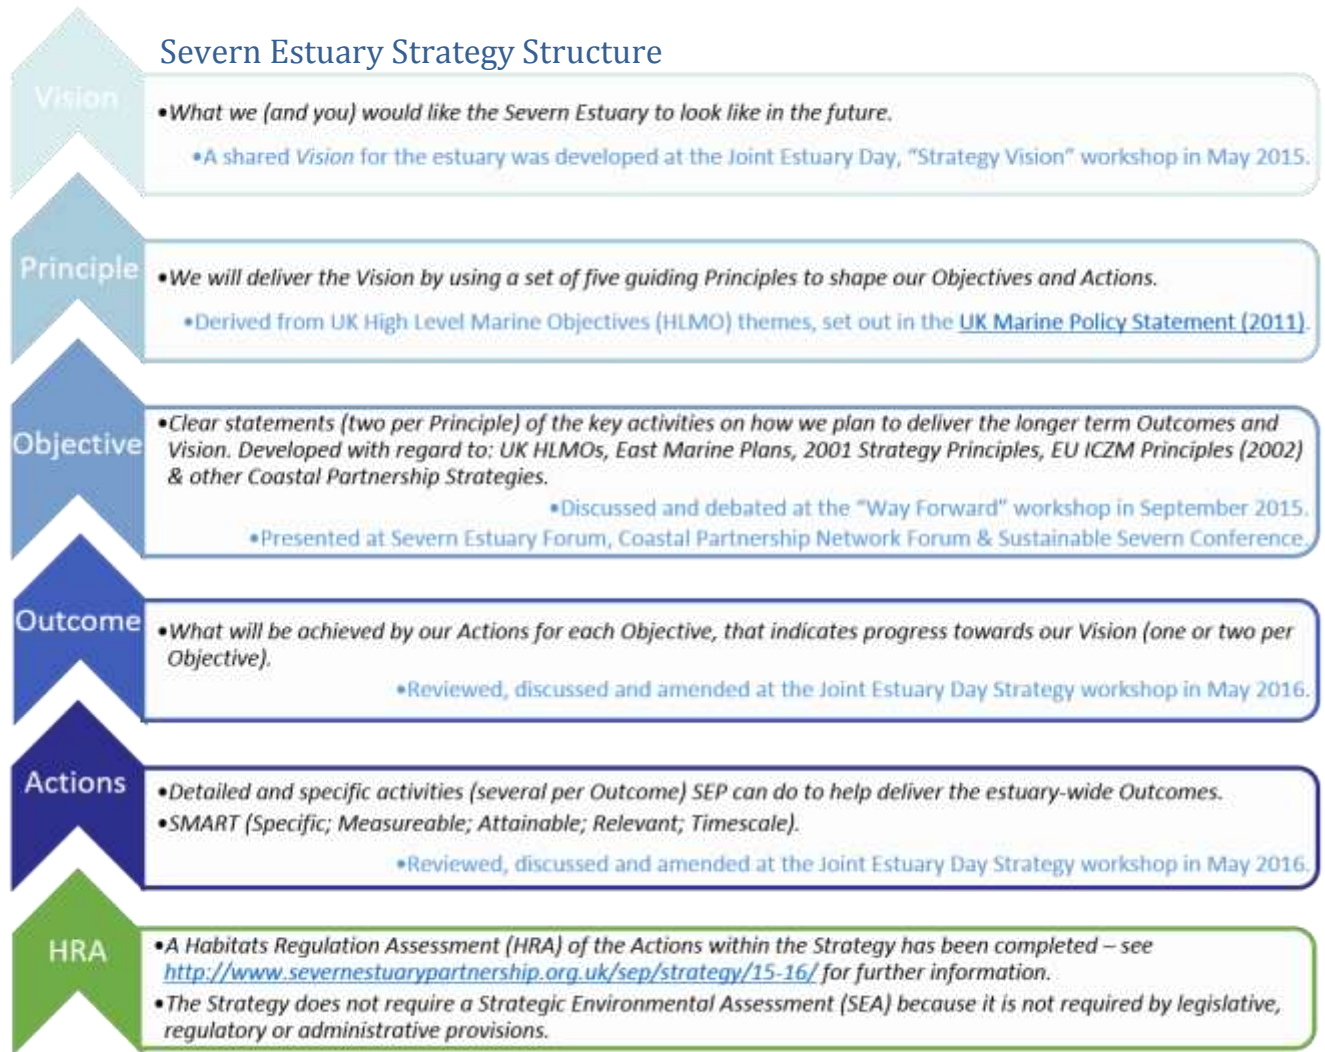 Severn Estuary Strategy Structure
Vision
•What we (and you) would like the Severn Estuary to look like in the future.
•A shared Vision for the estuary was developed at the Joint Estuary Day, “Strategy Vision” workshop in May 2015.
Principle
•We will deliver the Vision by using a set of five guiding Principles to shape our Objectives and Actions.
•Derived from UK High Level Marine Objectives (HLMO) themes, set out in the UK Marine Policy Statement (2011).
Objective
•Clear statements (two per Principle) of the key activities on how we plan to deliver the longer term Outcomes and
Vision. Developed with regard to: UK HLMOs, East Marine Plans, 2001 Strategy Principles, EU ICZM Principles (2002)
& other Coastal Partnership Strategies.
•Discussed and debated at the “Way Forward” workshop in September 2015.
•Presented at Severn Estuary Forum, Coastal Partnership Network Forum & Sustainable Severn Conference.
Outcome
•What will be achieved by our Actions for each Objective, that indicates progress towards our Vision (one or two per
Objective).
•Reviewed, discussed and amended at the Joint Estuary Day Strategy workshop in May 2016.
Actions
•Detailed and specific activities (several per Outcome) SEP can do to help deliver the estuary-wide Outcomes.
•SMART (Specific; Measureable; Attainable; Relevant; Timescale).
•Reviewed, discussed and amended at the Joint Estuary Day Strategy workshop in May 2016.
HRA
•A Habitats Regulation Assessment (HRA) of the Actions within the Strategy has been completed – see
http://www.severnestuarypartnership.org.uk/sep/strategy/15-16/ for further information.
•The Strategy does not require a Strategic Environmental Assessment (SEA) because it is not required by legislative,
regulatory or administrative provisions.